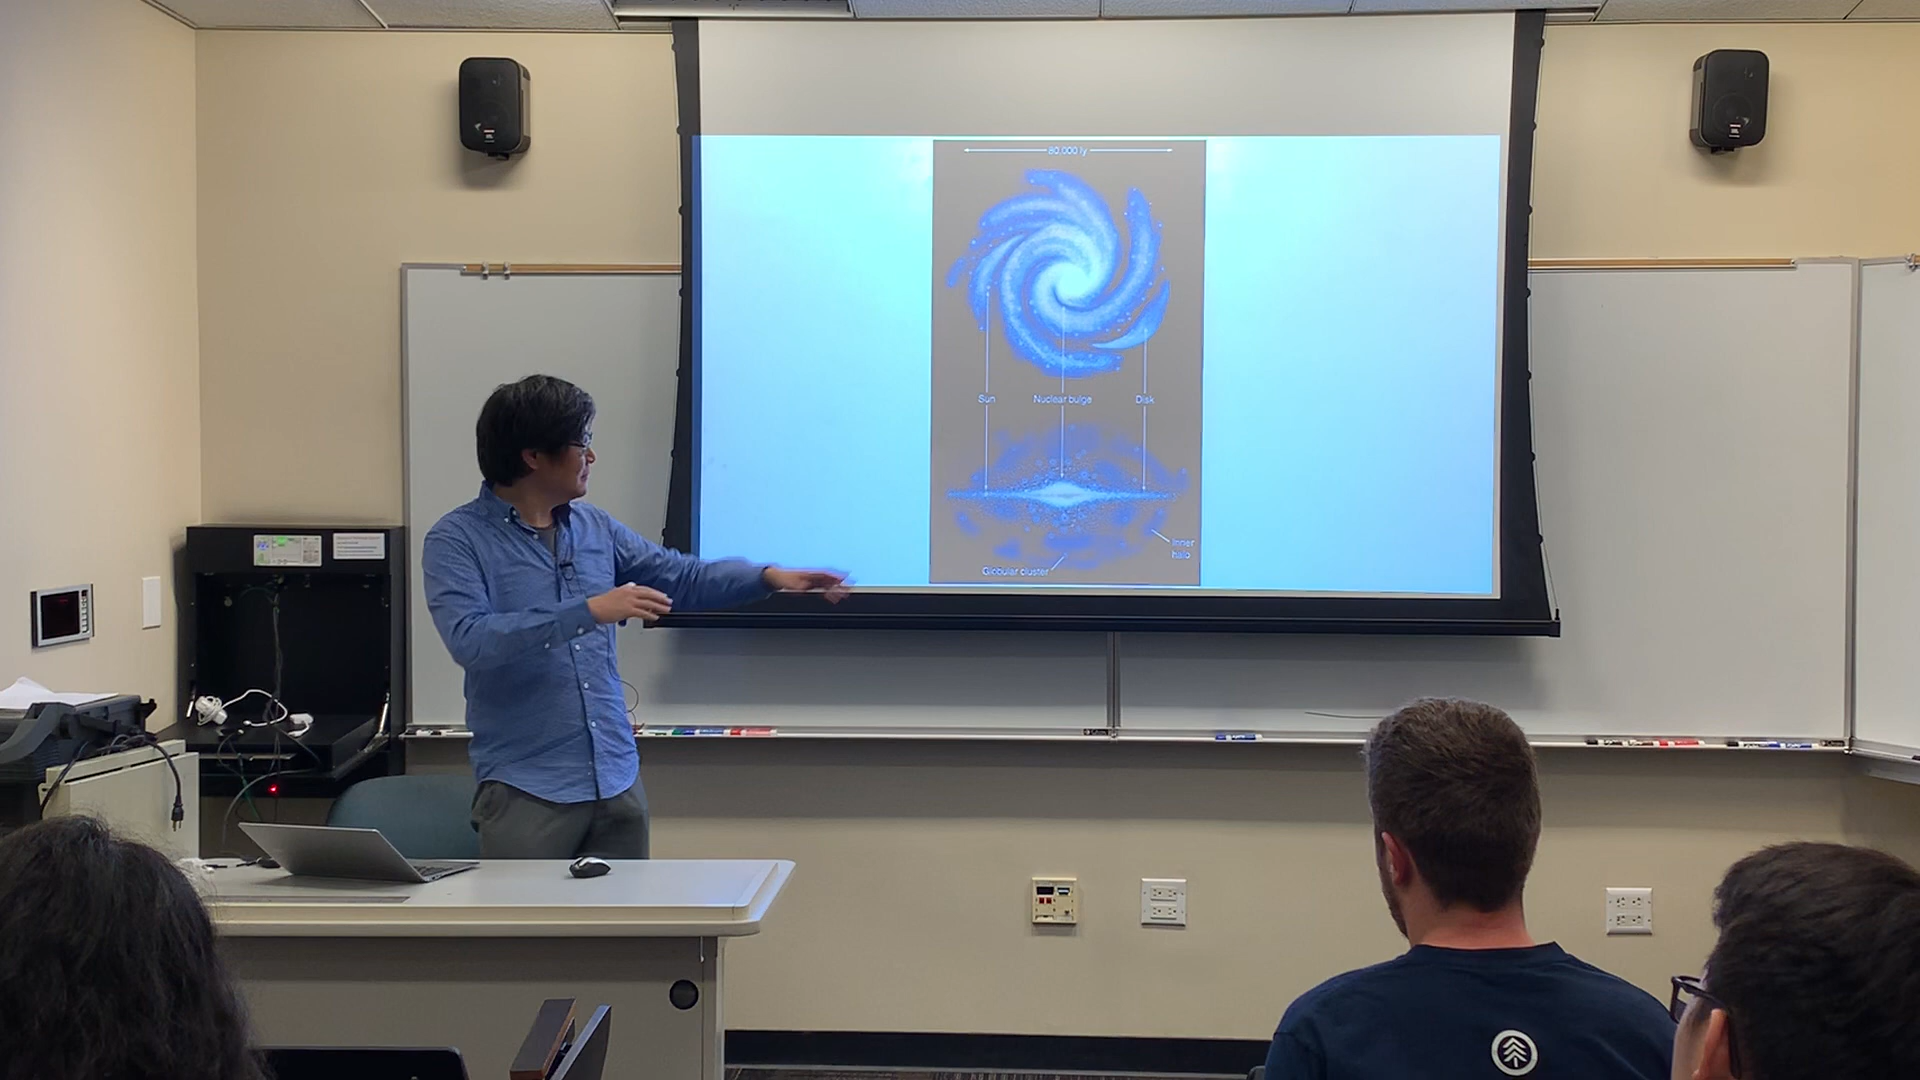 80,000 ly
Sun
Nuclear bulge
Disk
Inner
halo
Globular cluster